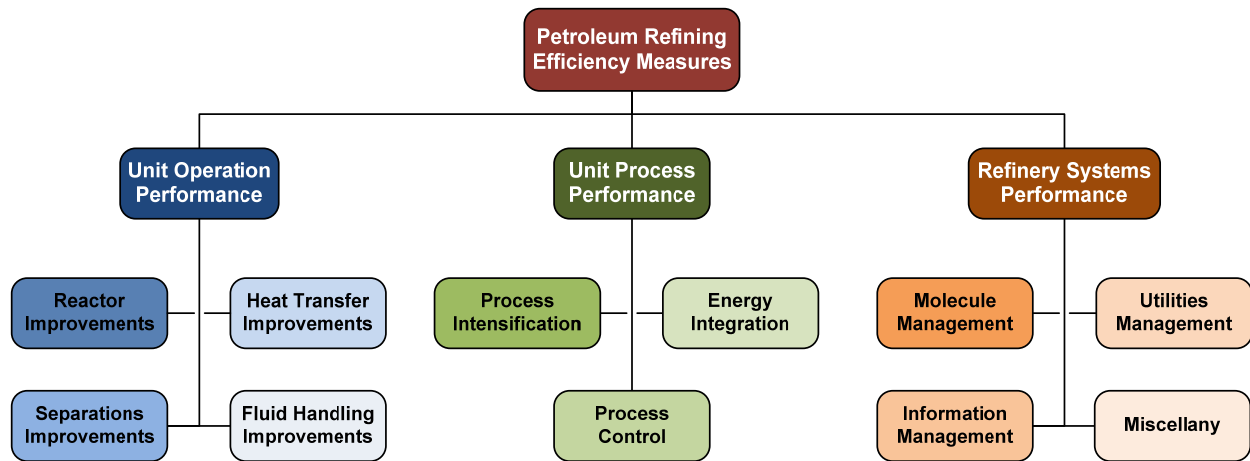 Petroleum Refining
Efficiency Measures
Unit Operation
Performance
Unit Process
Performance
Refinery Systems
Performance
Reactor
Improvements
Heat Transfer
Improvements
Process
Intensification
Energy
Integration
Molecule
Management
Utilities
Management
Separations
Improvements
Fluid Handling
Improvements
Process
Control
Information
Management
Miscellany